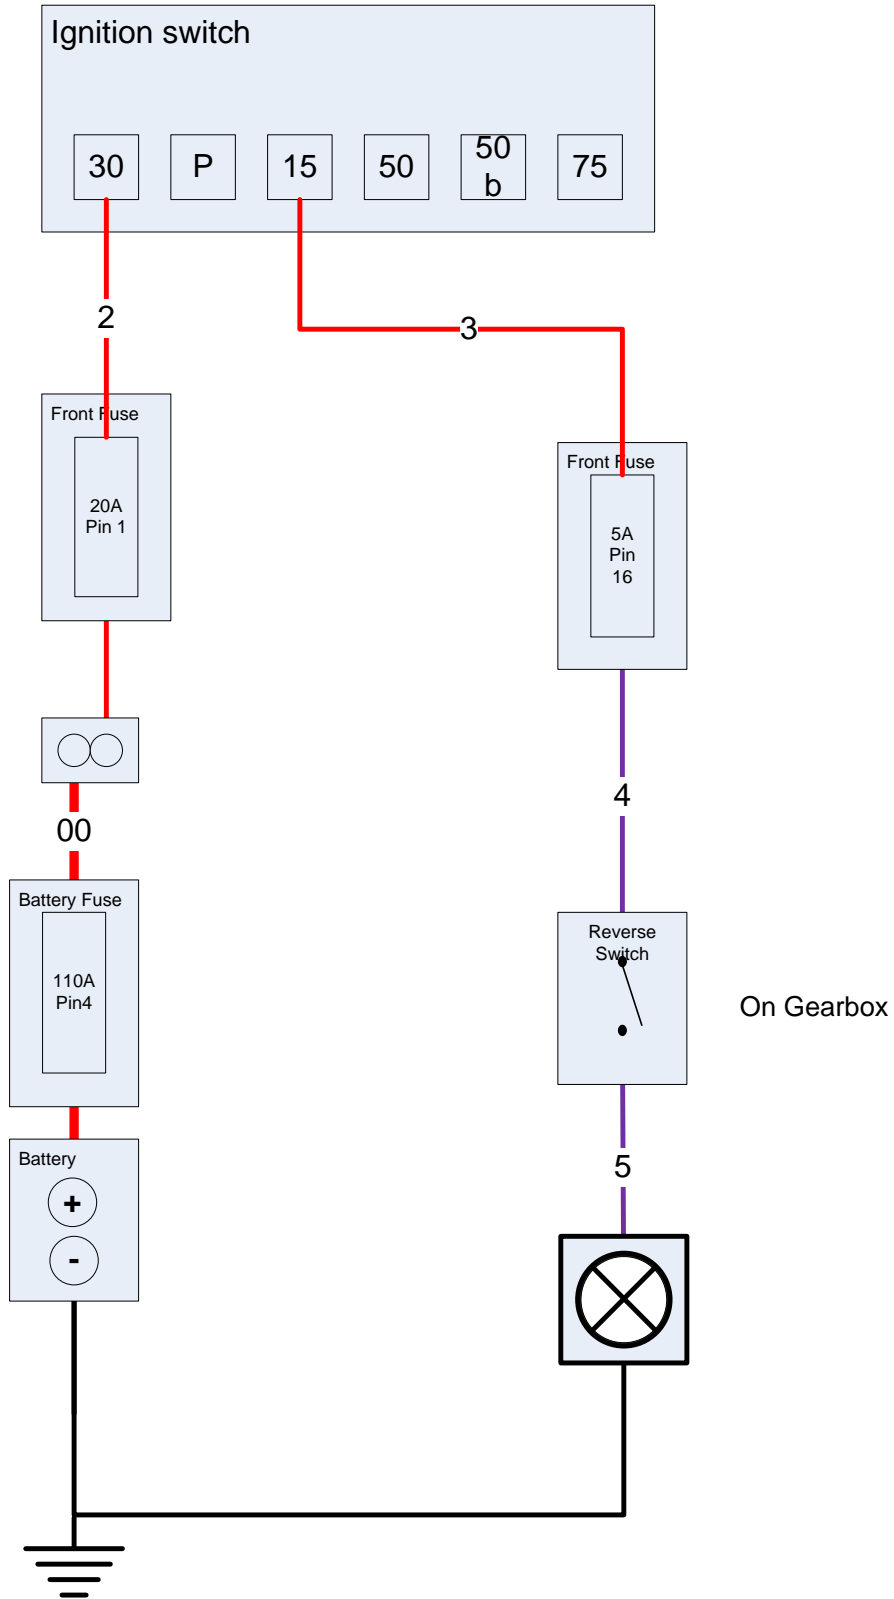 Ignition switch
30
P
15
50
50
b
75
2
3
Front Fuse
20A
Pin 1
Front Fuse
5A
Pin
16
00
4
Battery Fuse
110A
Pin4
Reverse
Switch
On Gearbox
Battery
+
-
5